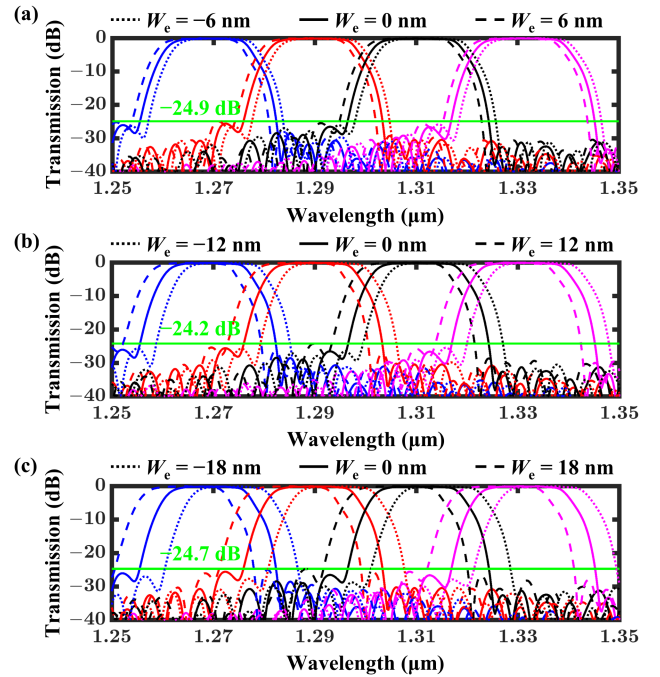 (a)
W_e = −6 nm W_e = 0 nm W_e = 6 nm
0
−10
−20
−30
−40
Transmission (dB)
−24.9 dB
1.25 1.27 1.29 1.31 1.33 1.35
Wavelength (μm)
(b)
W_e = −12 nm W_e = 0 nm W_e = 12 nm
0
−10
−20
−30
−40
Transmission (dB)
−24.2 dB
1.25 1.27 1.29 1.31 1.33 1.35
Wavelength (μm)
(c)
W_e = −18 nm W_e = 0 nm W_e = 18 nm
0
−10
−20
−30
−40
Transmission (dB)
−24.7 dB
1.25 1.27 1.29 1.31 1.33 1.35
Wavelength (μm)